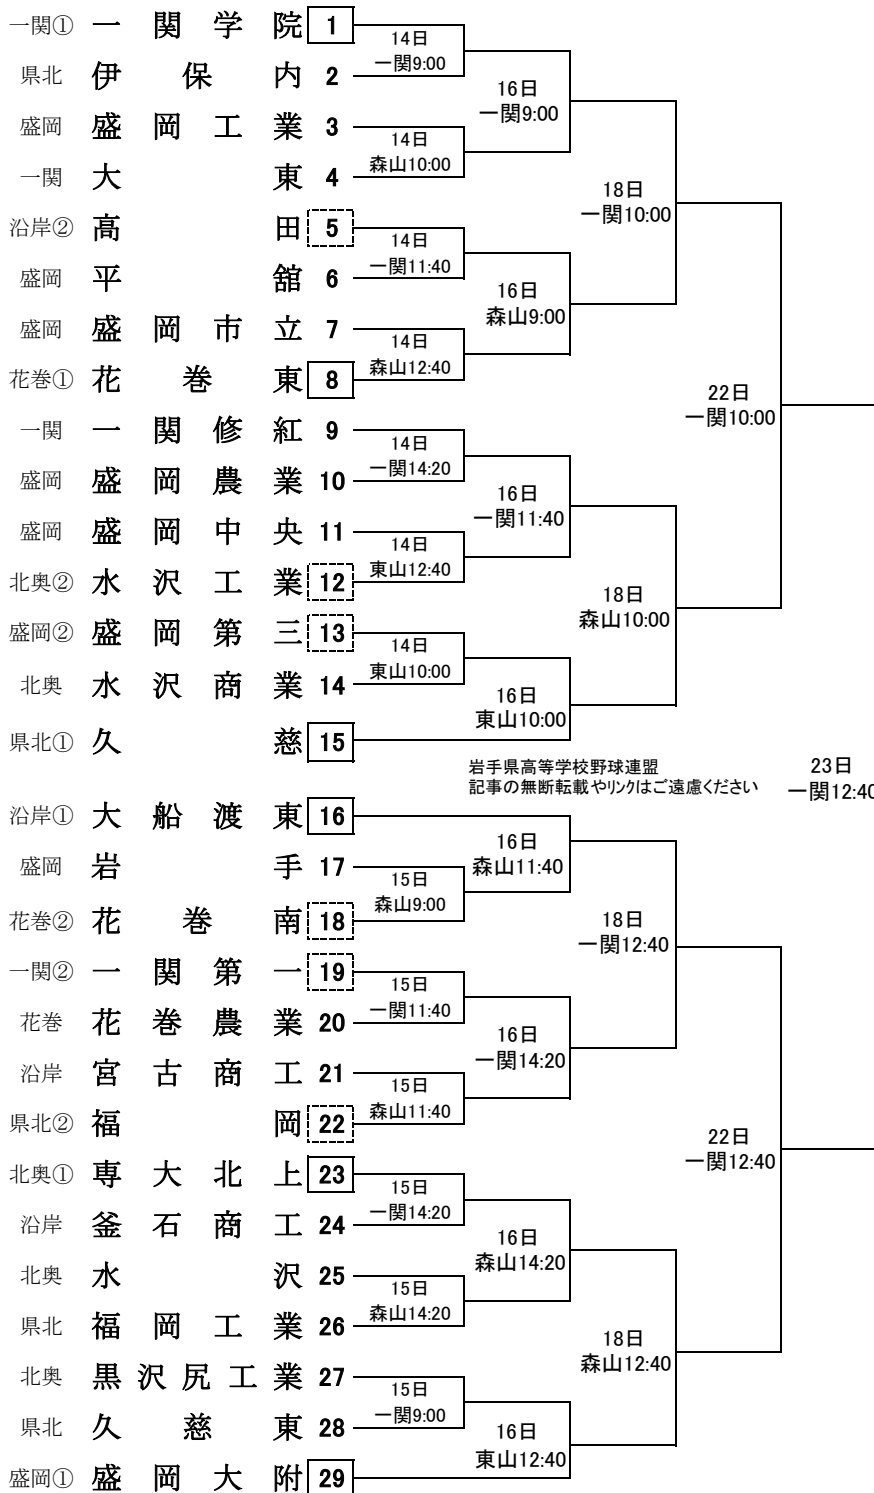 一関① 一関学院 1
14日
一関9:00
県北 伊保内 2
16日
一関9:00
盛岡 盛岡工業 3
14日
森山10:00
一関 大東 4
18日
一関10:00
沿岸② 高田 5
14日
一関11:40
盛岡 平舘 6
16日
森山9:00
盛岡 盛岡市立 7
14日
森山12:40
花巻① 花巻東 8
22日
一関10:00
一関 一関修紅 9
14日
一関14:20
盛岡 盛岡農業 10
16日
一関11:40
盛岡 盛岡中央 11
14日
東山12:40
北奥② 水沢工業 12
18日
森山10:00
盛岡② 盛岡第三 13
14日
東山10:00
北奥 水沢商業 14
16日
東山10:00
県北① 久慈 15
岩手県高等学校野球連盟
記事の無断転載やリンクはご遠慮ください
23日
一関12:40
沿岸① 大船渡東 16
16日
森山11:40
盛岡 岩手 17
15日
森山9:00
花巻② 花巻南 18
18日
一関12:40
一関② 一関第一 19
15日
一関11:40
花巻 花巻農業 20
16日
一関14:20
沿岸 宮古商工 21
15日
森山11:40
県北② 福岡 22
22日
一関12:40
北奥① 専大北上 23
15日
一関14:20
沿岸 釜石商工 24
16日
森山14:20
北奥 水沢 25
15日
森山14:20
県北 福岡工業 26
18日
森山12:40
北奥 黒沢尻工業 27
15日
一関9:00
県北 久慈東 28
16日
東山12:40
盛岡① 盛岡大附 29